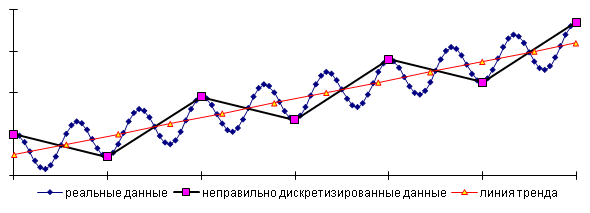 реальные данные неправильно дискретизированные данные линия тренда